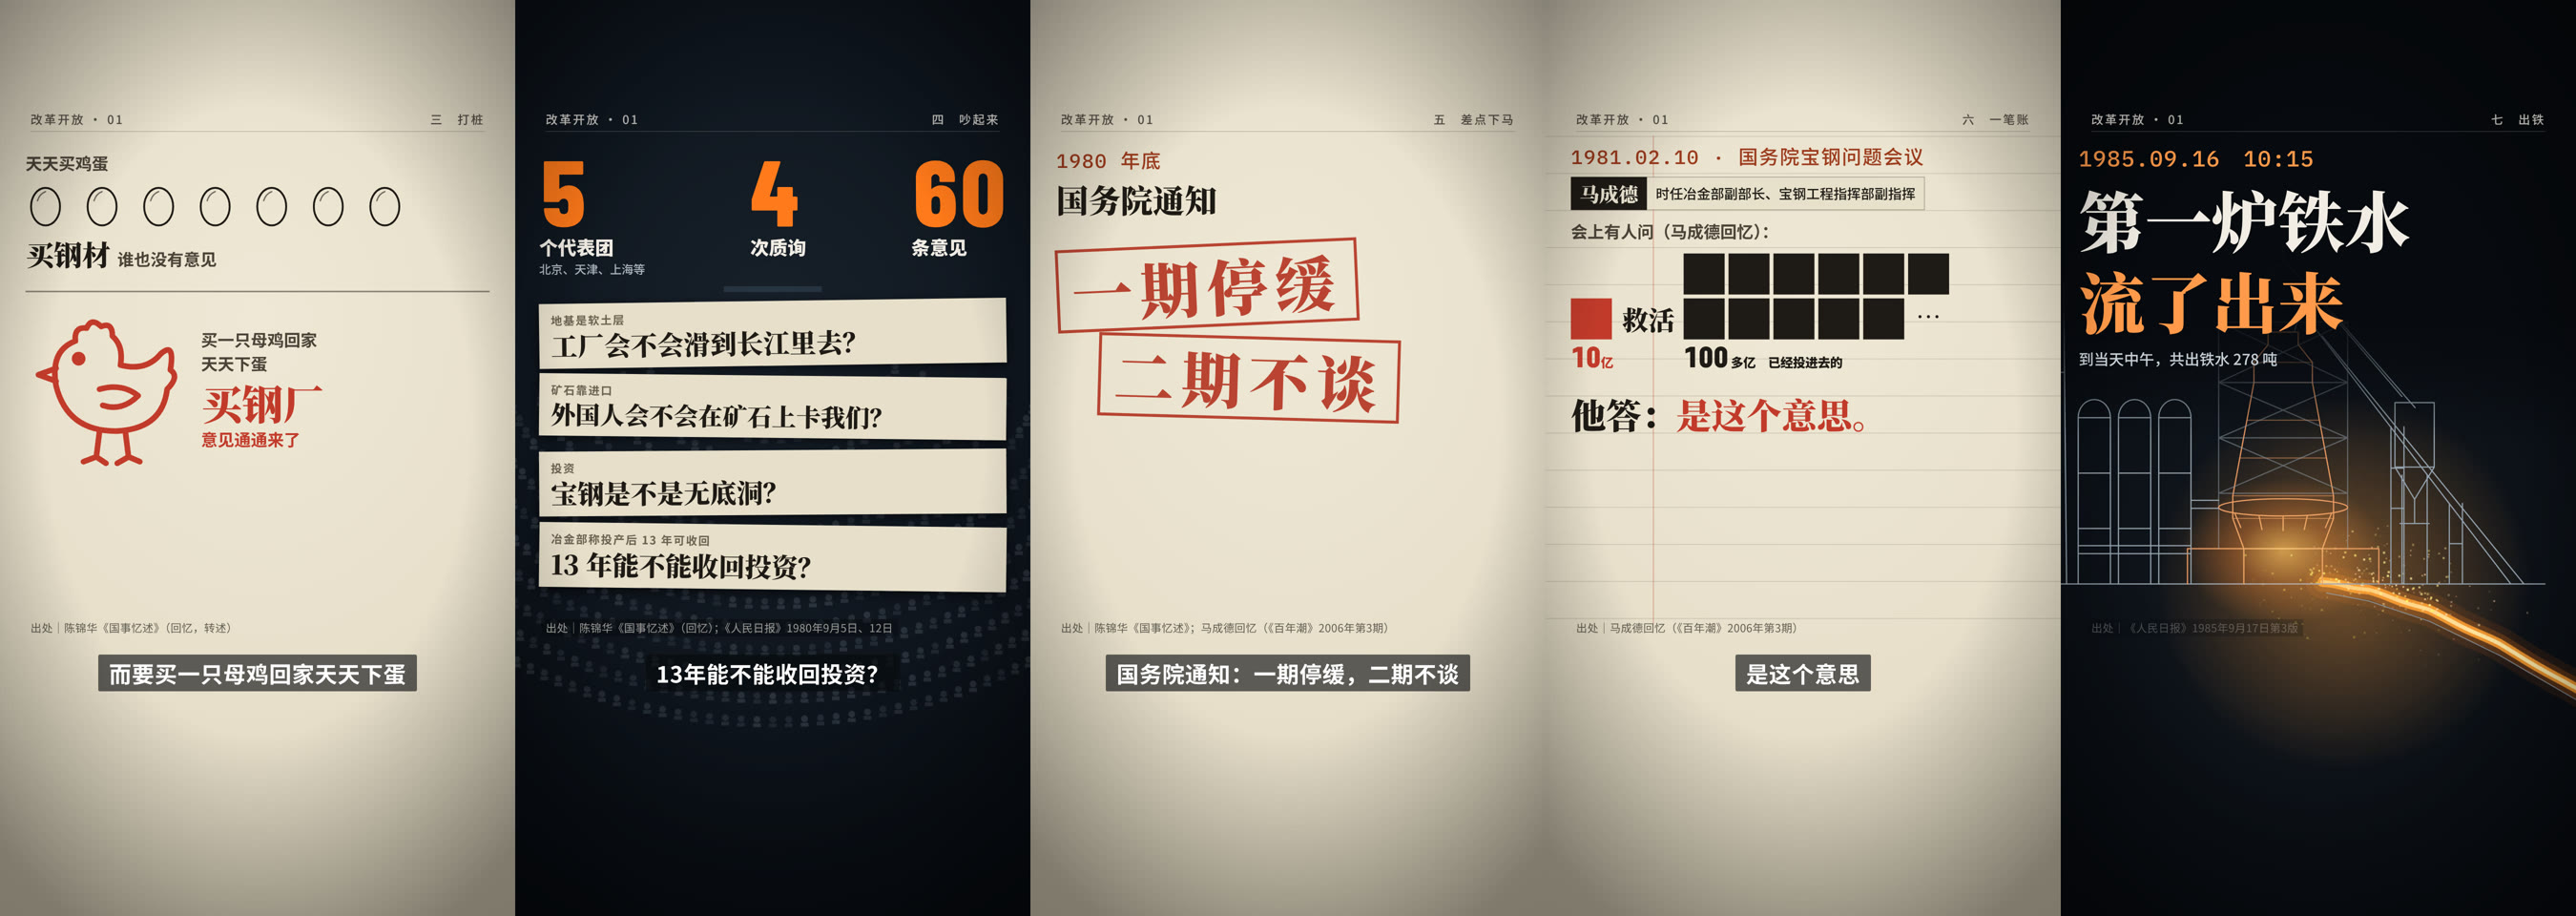 改革开放 · 01
三 打桩
天天买鸡蛋
买钢材 谁也没有意见
买一只母鸡回家
天天下蛋
买钢厂
意见通通来了
出处｜陈锦华《国事忆述》（回忆，转述）
而要买一只母鸡回家天天下蛋
改革开放 · 01
四 吵起来
5
个代表团
北京、天津、上海等
4
次质询
60
条意见
地基是软土层
工厂会不会滑到长江里去？
矿石靠进口
外国人会不会在矿石上卡我们？
投资
宝钢是不是无底洞？
冶金部称投产后 13 年可收回
13 年能不能收回投资？
出处｜陈锦华《国事忆述》（回忆）；《人民日报》1980年9月5日、12日
13年能不能收回投资？
改革开放 · 01
五 差点下马
1980 年底
国务院通知
一期停缓
二期不谈
出处｜陈锦华《国事忆述》；马成德回忆（《百年潮》2006年第3期）
国务院通知：一期停缓，二期不谈
改革开放 · 01
六 一笔账
1981.02.10 · 国务院宝钢问题会议
马成德 时任冶金部副部长、宝钢工程指挥部副指挥
会上有人问（马成德回忆）：
救活
…
10亿
100多亿 已经投进去的
他答：是这个意思。
出处｜马成德回忆（《百年潮》2006年第3期）
是这个意思
改革开放 · 01
七 出铁
1985.09.16 10:15
第一炉铁水
流了出来
到当天中午，共出铁水 278 吨
出处｜《人民日报》1985年9月17日第3版